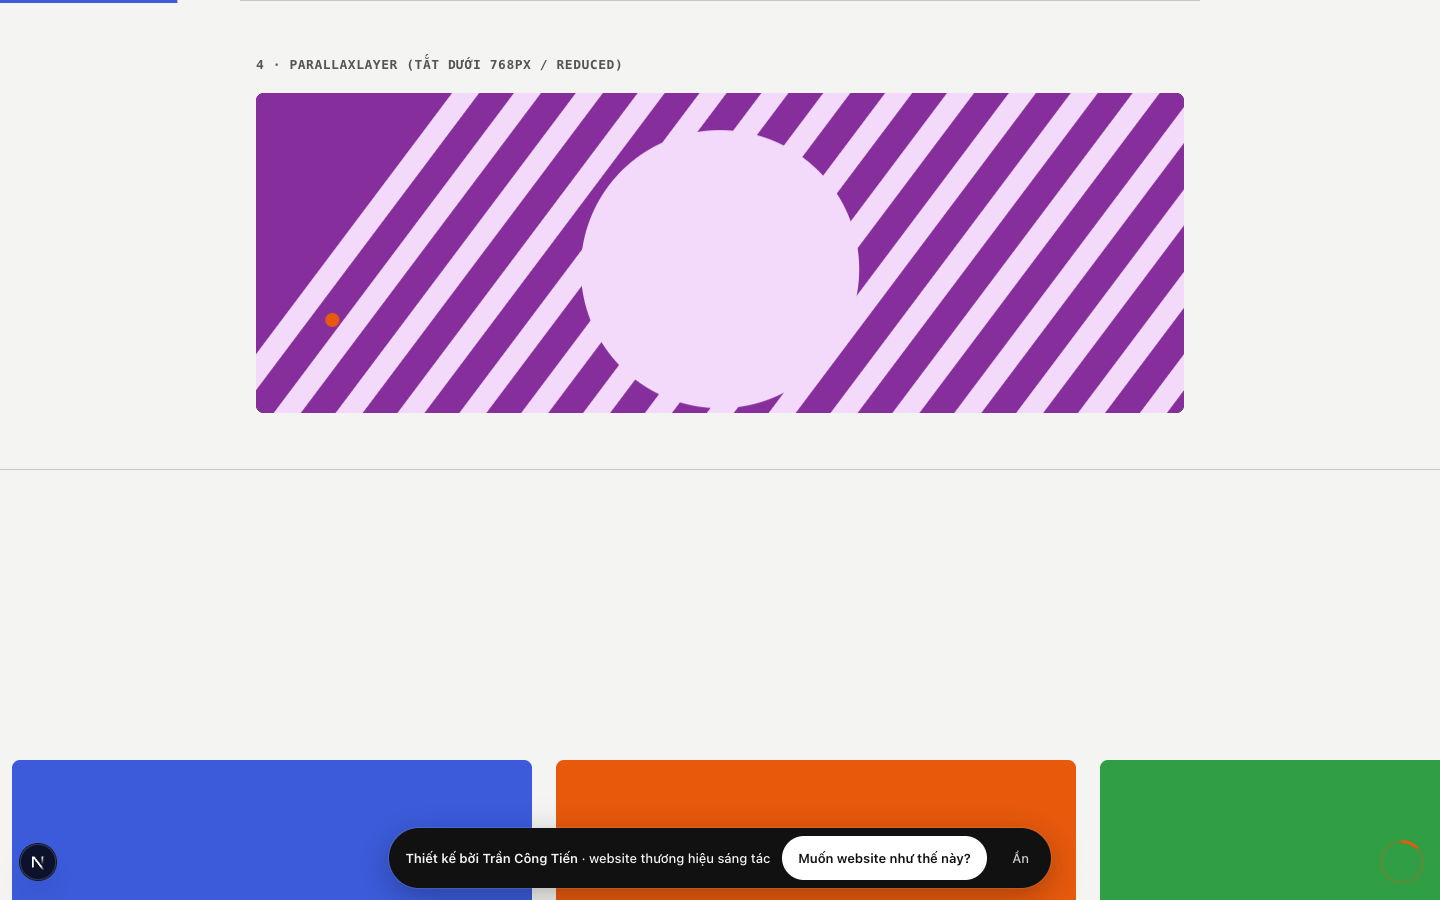 4 · PARALLAXLAYER (TẮT DƯỚI 768PX / REDUCED)
Thiết kế bởi Trần Công Tiến · website thương hiệu sáng tác
Muốn website như thế này?
Ẩn
N